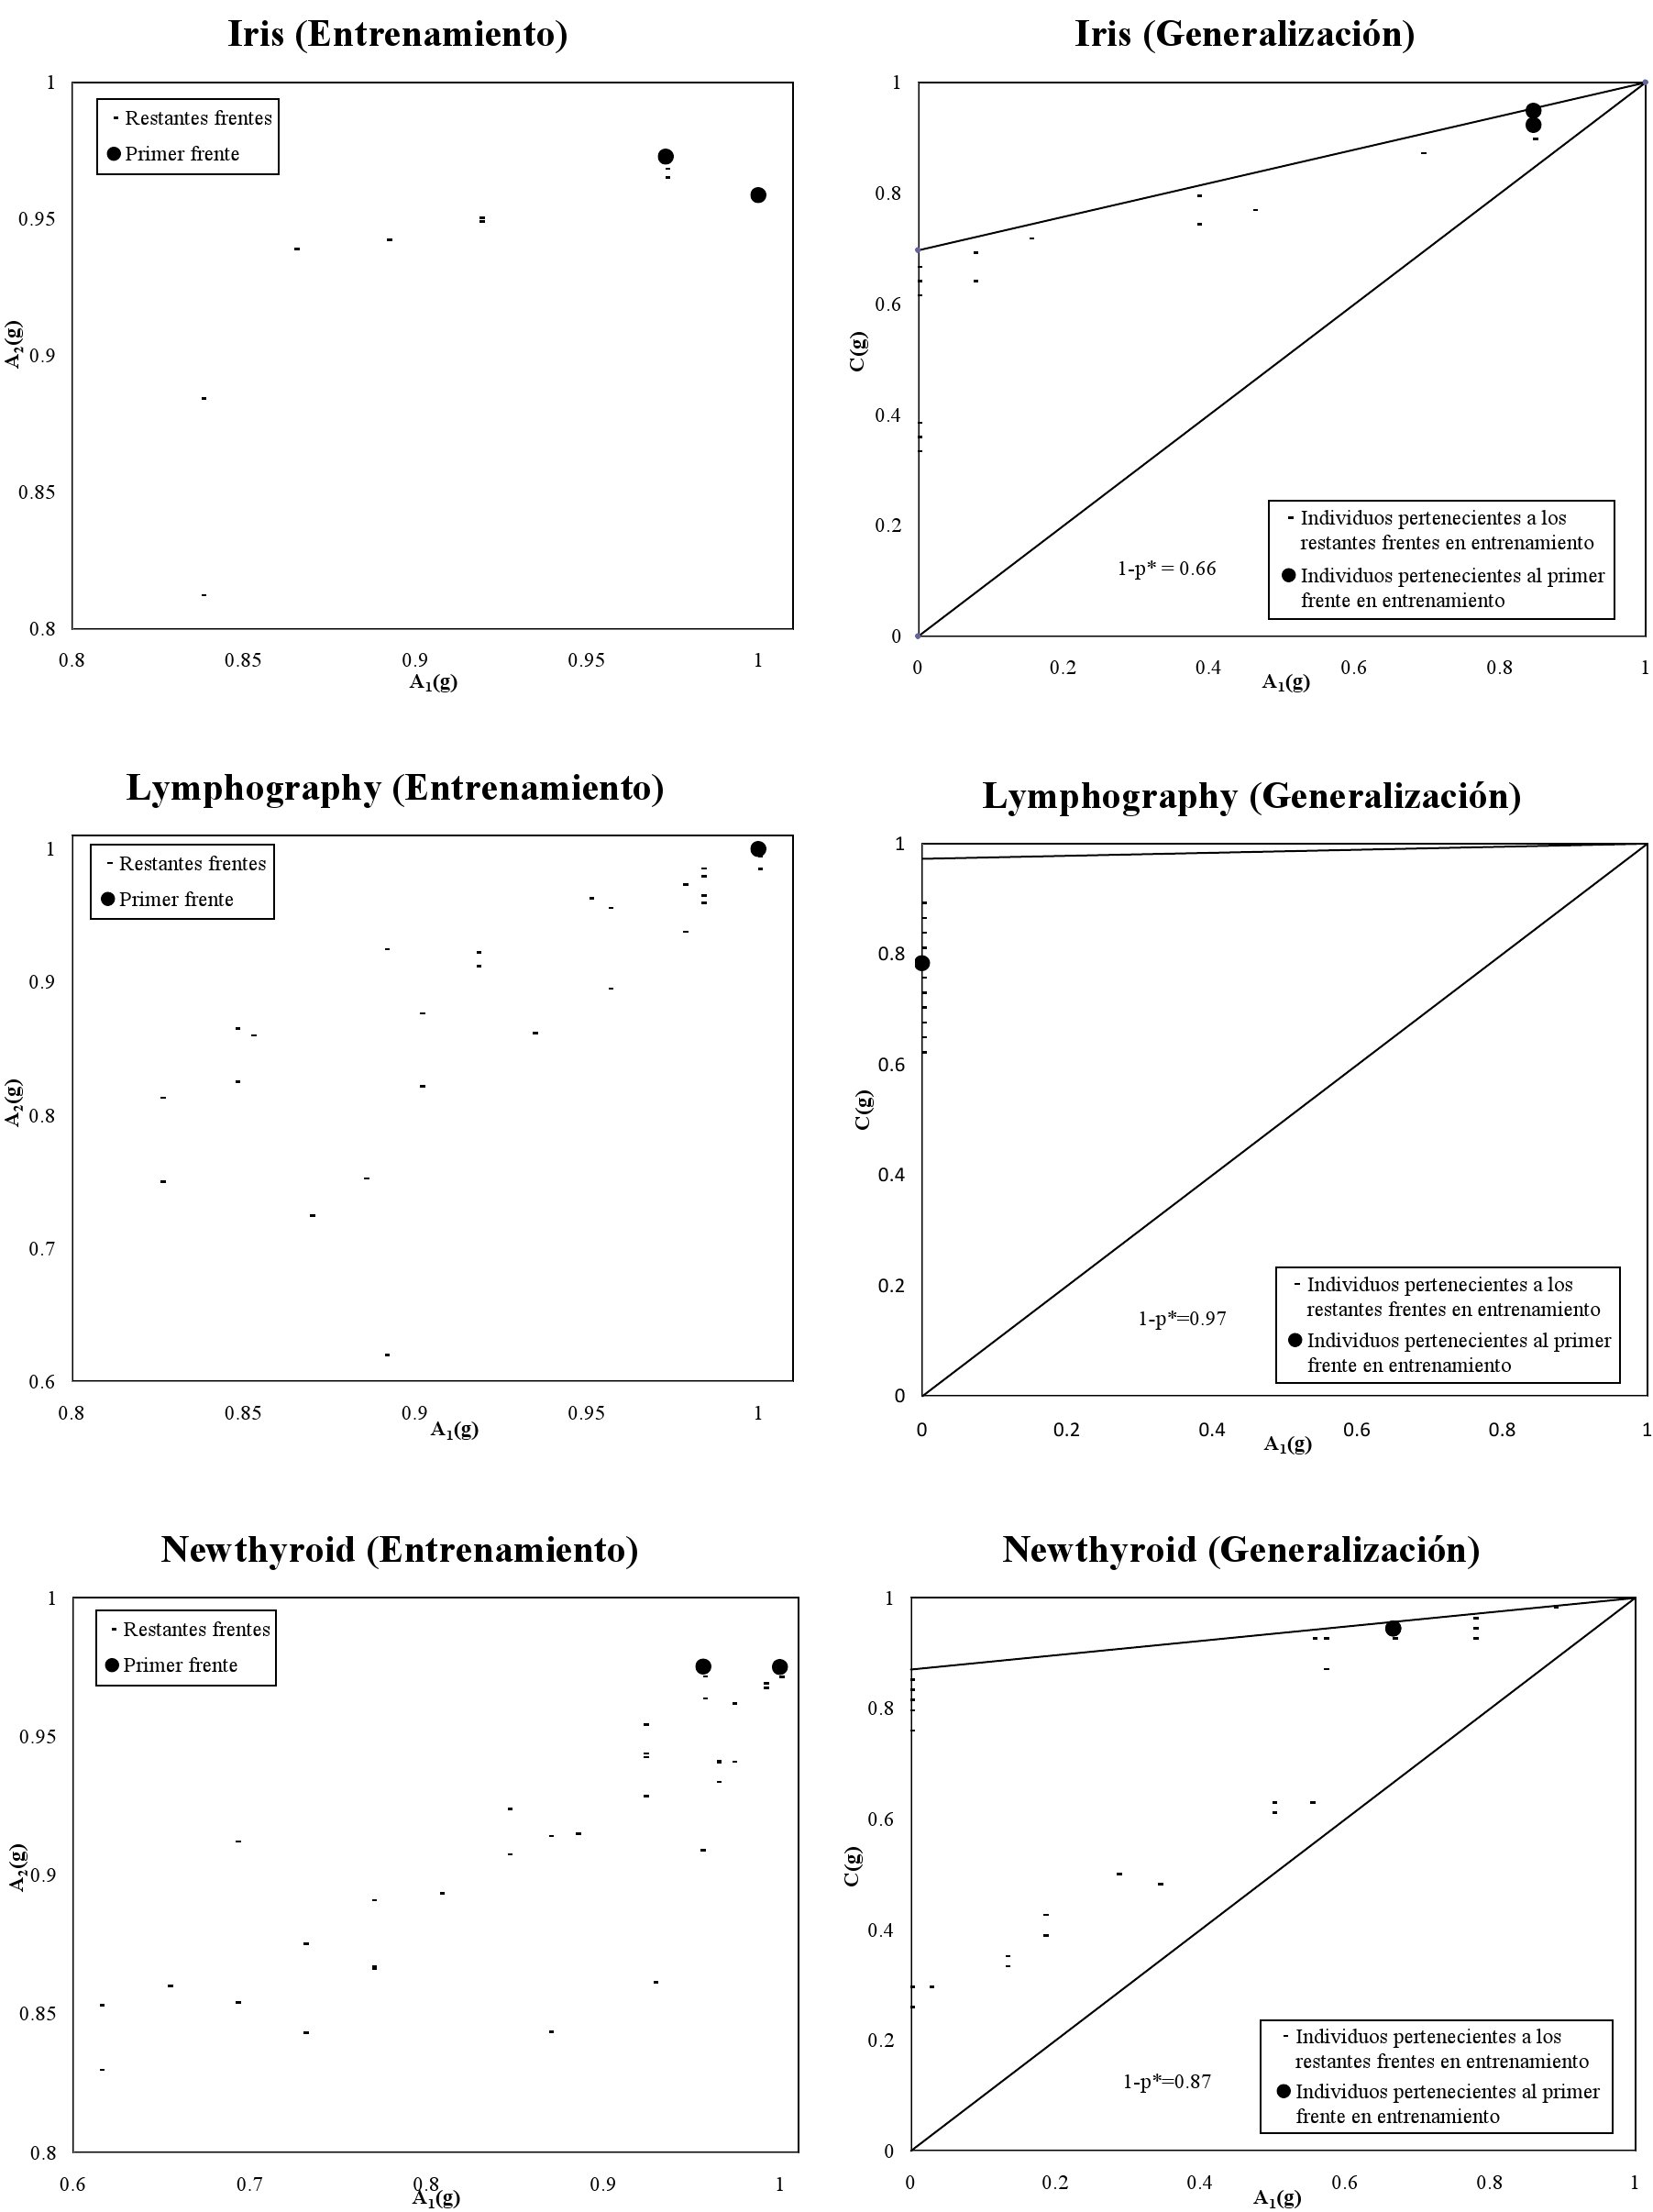 Iris (Entrenamiento)
1
0.95
0.9
0.85
0.8
A2(g)
Restantes frentes
Primer frente
0.8 0.85 0.9 0.95 1
A1(g)
Iris (Generalización)
1
0.8
0.6
0.4
0.2
0
C(g)
1-p* = 0.66
Individuos pertenecientes a los
restantes frentes en entrenamiento
Individuos pertenecientes al primer
frente en entrenamiento
0 0.2 0.4 0.6 0.8 1
A1(g)
Lymphography (Entrenamiento)
1
0.9
0.8
0.7
0.6
A2(g)
Restantes frentes
Primer frente
0.8 0.85 0.9 0.95 1
A1(g)
Lymphography (Generalización)
1
0.8
0.6
0.4
0.2
0
C(g)
1-p*=0.97
Individuos pertenecientes a los
restantes frentes en entrenamiento
Individuos pertenecientes al primer
frente en entrenamiento
0 0.2 0.4 0.6 0.8 1
A1(g)
Newthyroid (Entrenamiento)
1
0.95
0.9
0.85
0.8
A2(g)
Restantes frentes
Primer frente
0.6 0.7 0.8 0.9 1
A1(g)
Newthyroid (Generalización)
1
0.8
0.6
0.4
0.2
0
C(g)
1-p*=0.87
Individuos pertenecientes a los
restantes frentes en entrenamiento
Individuos pertenecientes al primer
frente en entrenamiento
0 0.2 0.4 0.6 0.8 1
A1(g)